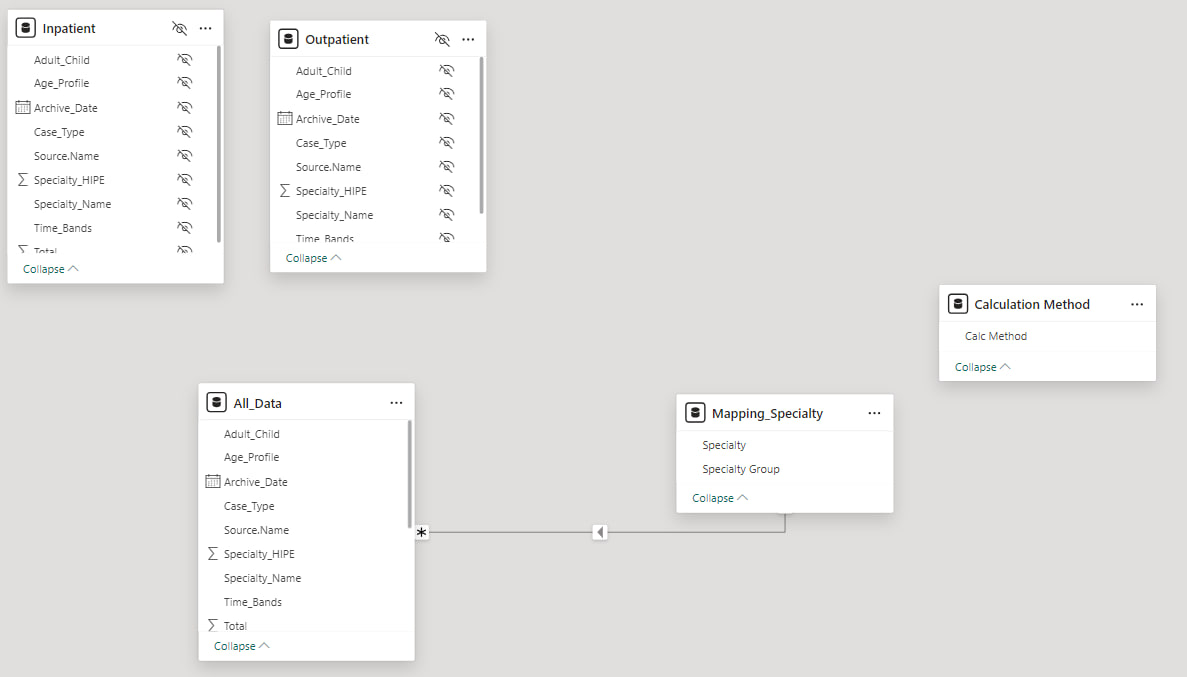 Inpatient
Adult_Child
Age_Profile
Archive_Date
Case_Type
Source.Name
Specialty_HIPE
Specialty_Name
Time_Bands
Total
Collapse
Outpatient
Adult_Child
Age_Profile
Archive_Date
Case_Type
Source.Name
Specialty_HIPE
Specialty_Name
Time_Bands
Collapse
Calculation Method
Calc Method
Collapse
All_Data
Adult_Child
Age_Profile
Archive_Date
Case_Type
Source.Name
Specialty_HIPE
Specialty_Name
Time_Bands
Total
Collapse
Mapping_Specialty
Specialty
Specialty Group
Collapse